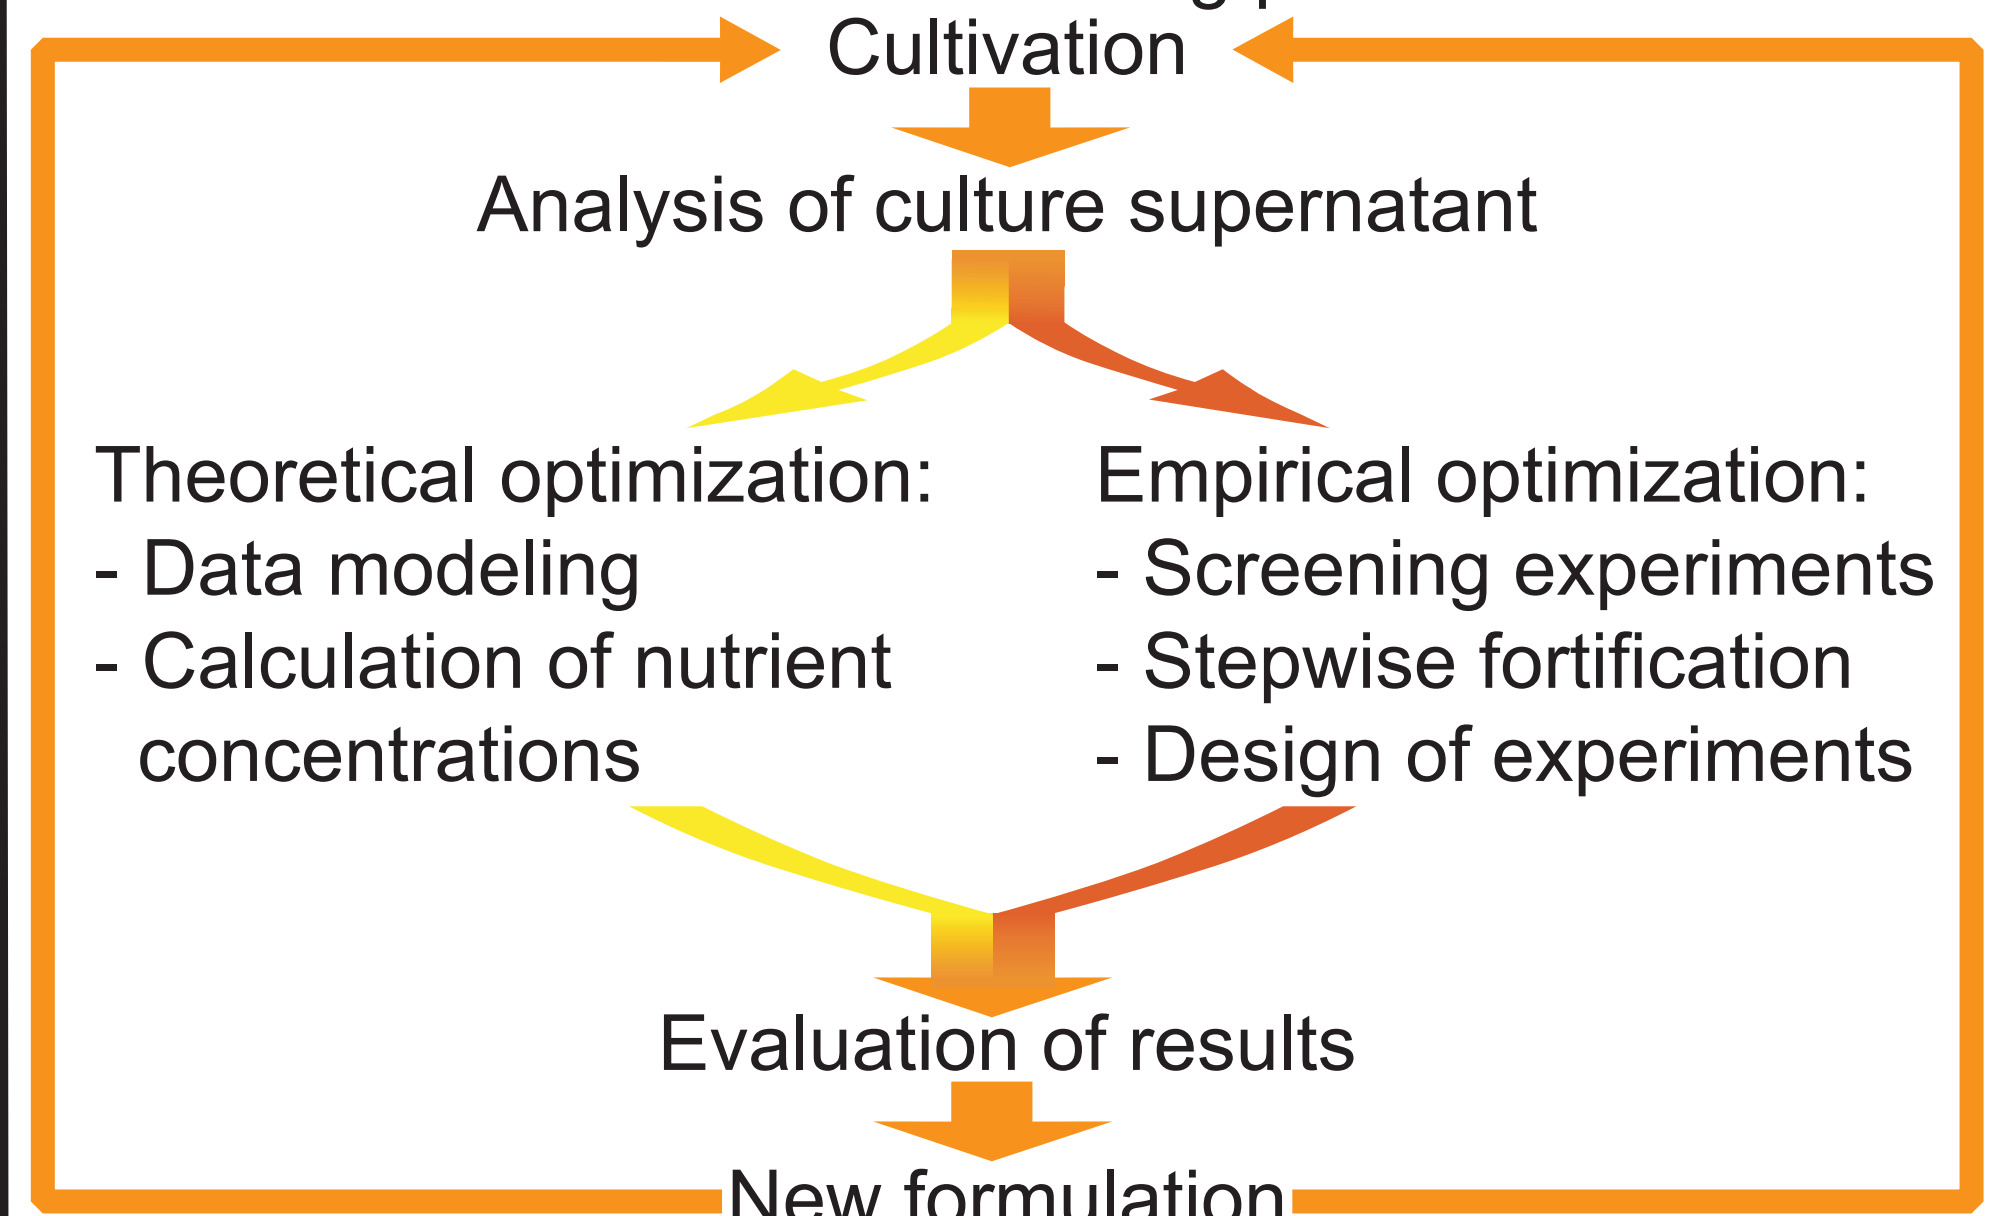 Cultivation
Analysis of culture supernatant
Theoretical optimization:
- Data modeling
- Calculation of nutrient
concentrations
Empirical optimization:
- Screening experiments
- Stepwise fortification
- Design of experiments
Evaluation of results
New formulation